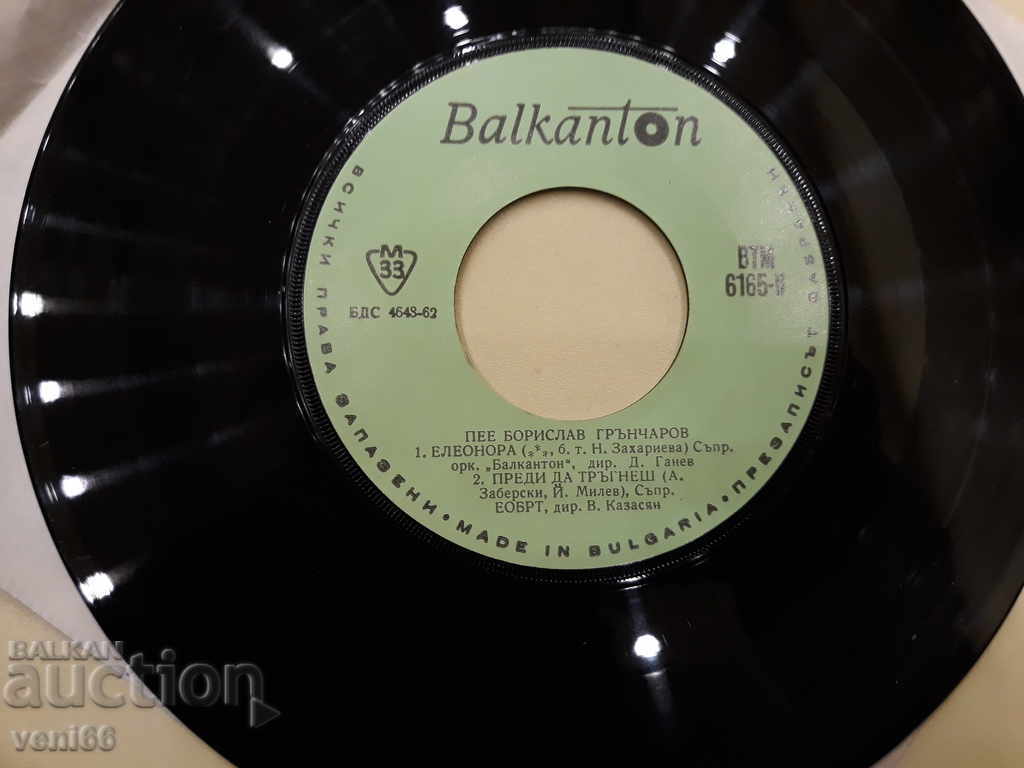 Balkanton
М
33
БДС 4643-62
ВТМ
6165-
ПЕЕ БОРИСЛАВ ГРЪНЧАРОВ
1. ЕЛЕОНОРА (⁎*⁎, б. т. Н. Захариева) Съпр.
орк. „Балкантон“, дир. Д. Ганев
2. ПРЕДИ ДА ТРЪГНЕШ (А.
Заберски, Й. Милев), Съпр.
ЕОБРТ, дир. В. Казасян
ВСИЧКИ ПРАВА ЗАПАЗЕНИ • MADE IN BULGARIA • ПРЕЗАПИСЪТ ЗАБРАНЕН
BALKAN
auction
veni66